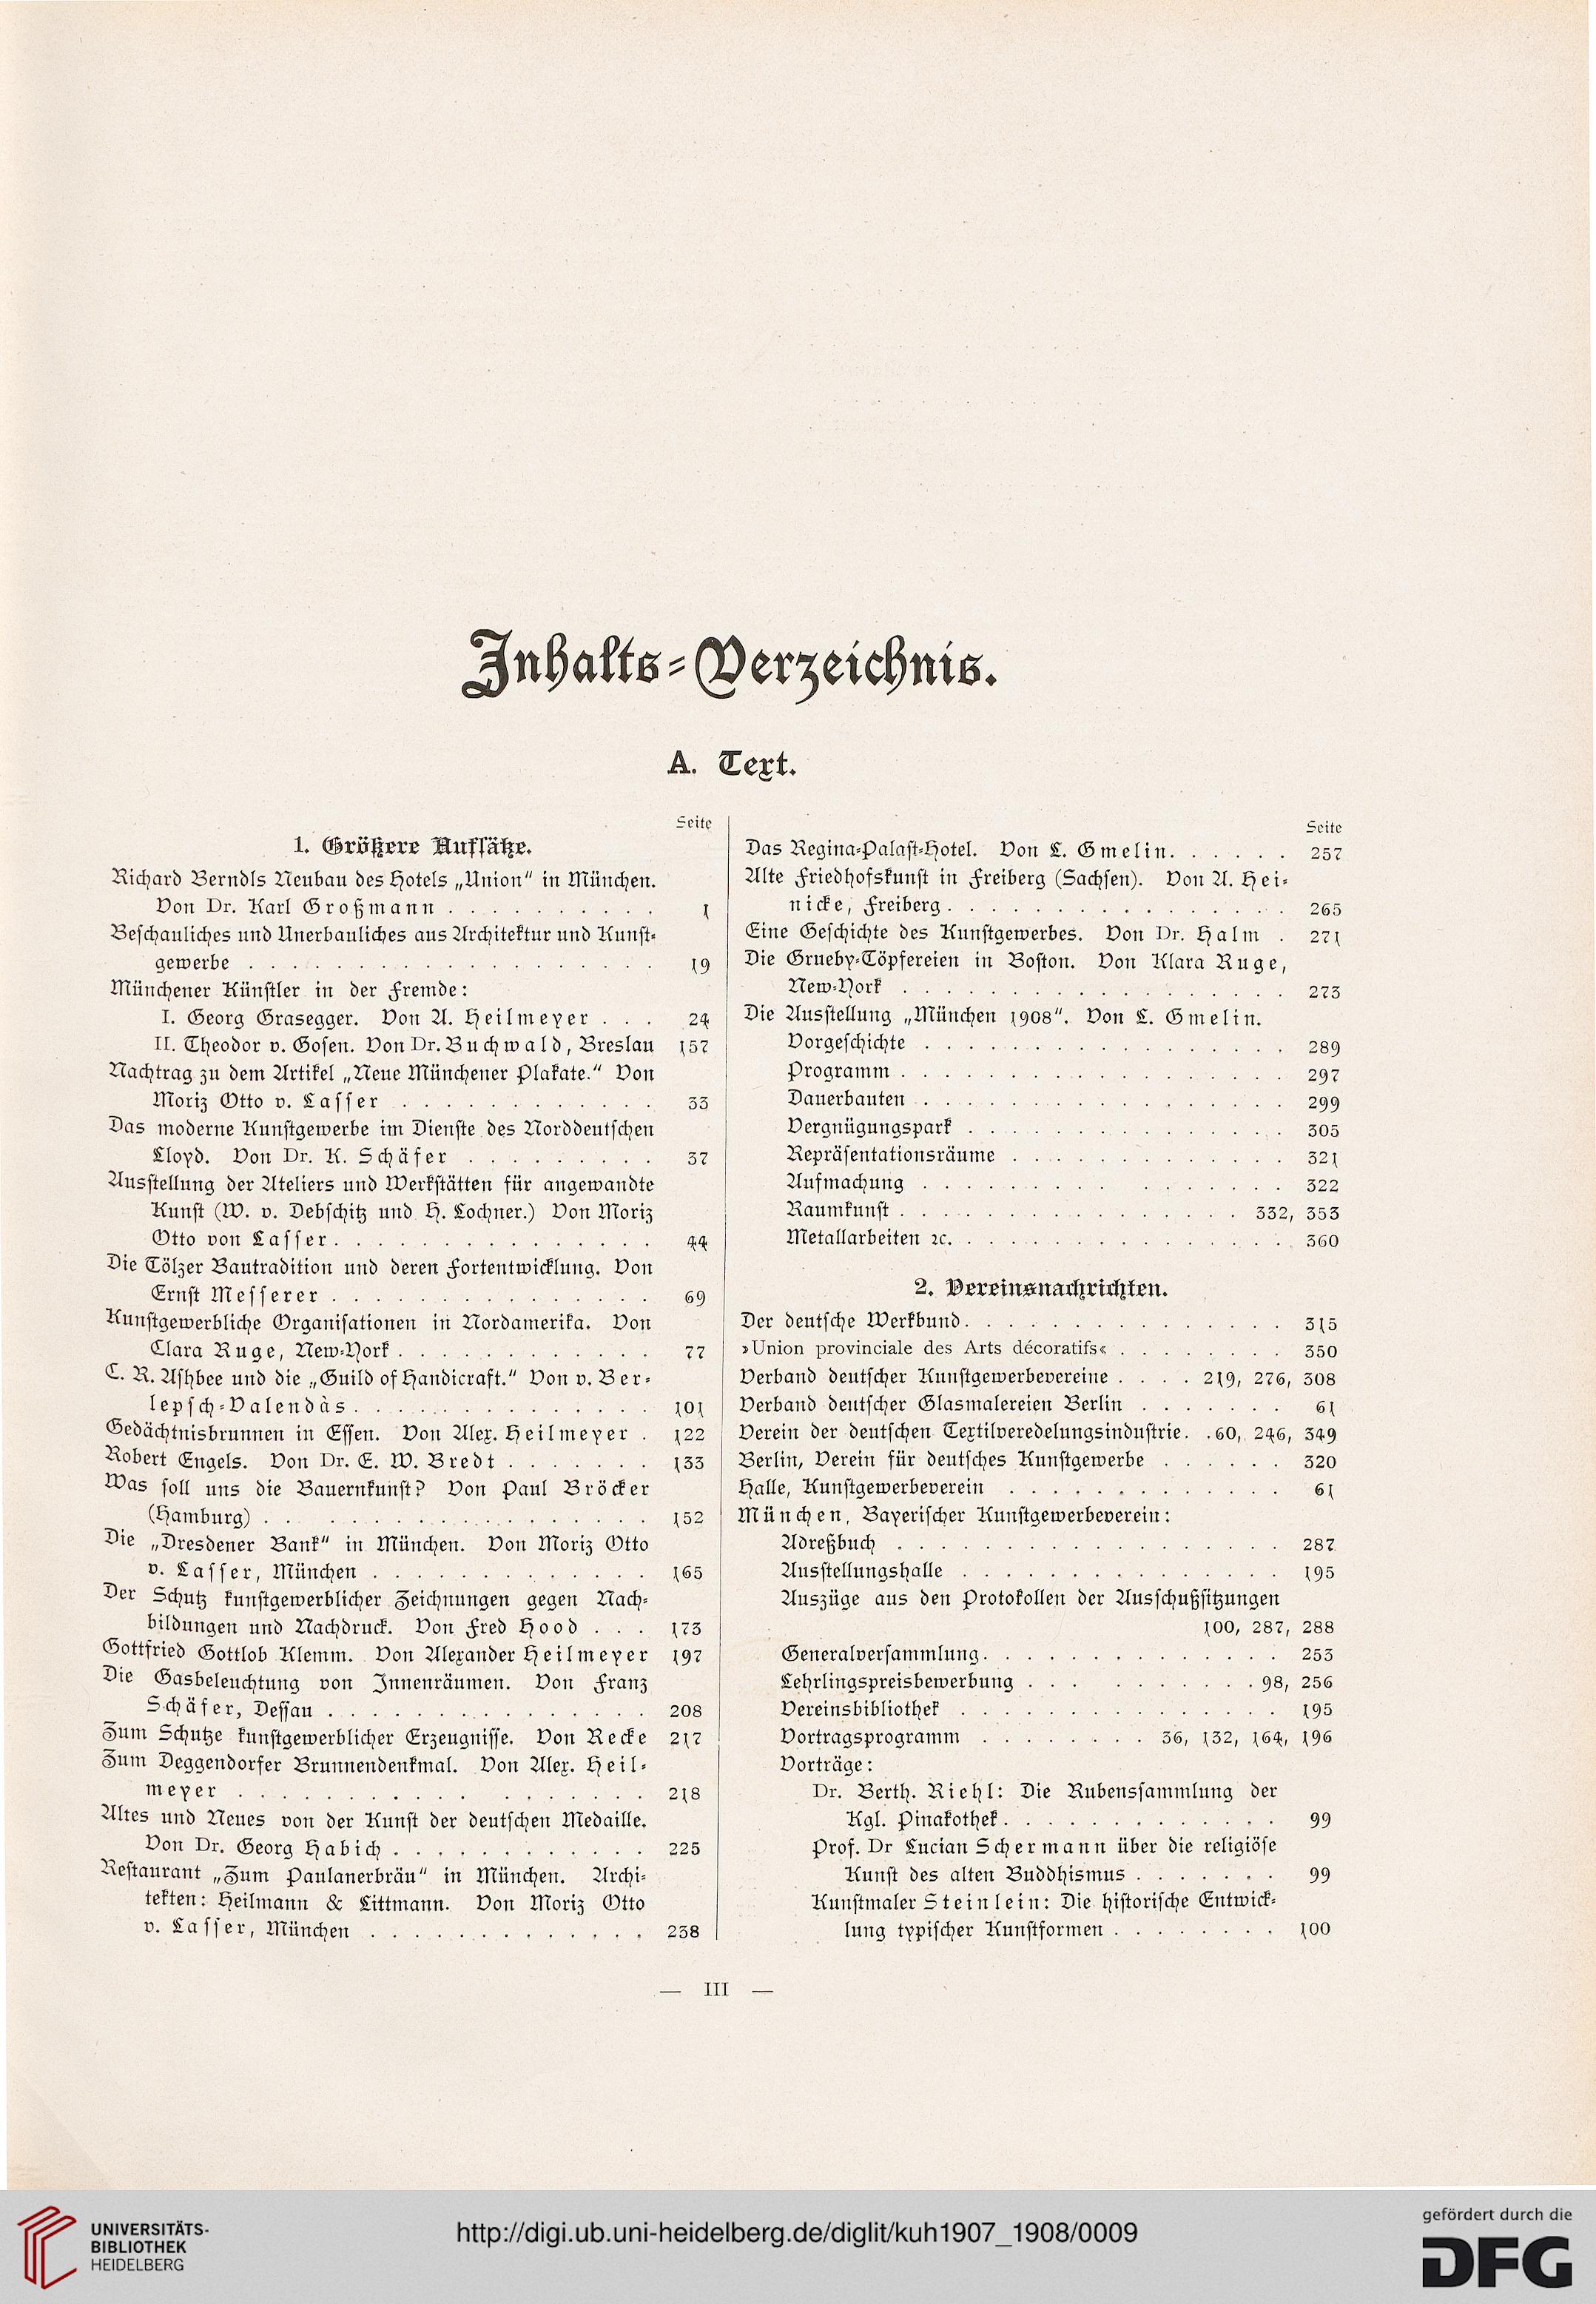 Inhalts-Verzeichnis.
A. Text.
Seite
1. Größere Aufsätze.
Richard Berndls Neubau des Hotels „Union“ in München.
Von Dr. Karl Großmann . . . . . . . . . . 1
Beschauliches und Unerbauliches aus Architektur und Kunst-
gewerbe . . . . . . . . . . . . . . . 19
Münchener Künstler in der Fremde:
I. Georg Grasegger. Von A. Heilmeyer . . . 24
II. Theodor v. Gosen. Von Dr. Buchwald, Breslau 157
Nachtrag zu dem Artikel „Neue Münchener Plakate.“ Von
Moriz Otto v. Lasser . . . . . . . . . . . 33
Das moderne Kunstgewerbe im Dienste des Norddeutschen
Lloyd. Von Dr. K. Schäfer . . . . . . . . . 37
Ausstellung der Ateliers und Werkstätten für angewandte
Kunst (W. v. Debschitz und H. Lochner.) Von Moriz
Otto von Lasser . . . . . . . . . . . . . 44
Die Tölzer Bautradition und deren Fortentwicklung. Von
Ernst Messerer . . . . . . . . . . . . . 69
Kunstgewerbliche Organisationen in Nordamerika. Von
Clara Ruge, New-York . . . . . . . . . . . 77
C. R. Ashbee und die „Guild of Handicraft.“ Von v. Ber-
lepsch-Valendàs . . . . . . . . . . . . . 101
Gedächtnisbrunnen in Essen. Von Alex. Heilmeyer . 122
Robert Engels. Von Dr. E. W. Bredt . . . . . . . 133
Was soll uns die Bauernkunst? Von Paul Bröcker
(Hamburg) . . . . . . . . . . . . . . . 152
Die „Dresdener Bank“ in München. Von Moriz Otto
v. Lasser, München . . . . . . . . . . . . 165
Der Schutz kunstgewerblicher Zeichnungen gegen Nach-
bildungen und Nachdruck. Von Fred Hood . . . 173
Gottfried Gottlob Klemm. Von Alexander Heilmeyer 197
Die Gasbeleuchtung von Innenräumen. Von Franz
Schäfer, Dessau . . . . . . . . . . . . . 208
Zum Schutze kunstgewerblicher Erzeugnisse. Von Recke 217
Zum Deggendorfer Brunnendenkmal. Von Alex. Heil-
meyer . . . . . . . . . . . . . . . 218
Altes und Neues von der Kunst der deutschen Medaille.
Von Dr. Georg Habich . . . . . . . . . . . 225
Restaurant „Zum Paulanerbräu“ in München. Archi-
tekten: Heilmann & Littmann. Von Moriz Otto
v. Lasser, München . . . . . . . . . . . . 238
Seite
Das Regina-Palast-Hotel. Von L. Gmelin. . . . . . 257
Alte Friedhofskunst in Freiberg (Sachsen). Von A. Hei-
nicke, Freiberg . . . . . . . . . . . . . 265
Eine Geschichte des Kunstgewerbes. Von Dr. Halm . 271
Die Grueby-Töpfereien in Boston. Von Klara Ruge,
New-York . . . . . . . . . . . . . . . 273
Die Ausstellung „München 1908“. Von L. Gmelin.
Vorgeschichte . . . . . . . . . . . . . 289
Programm . . . . . . . . . . . . . . . 297
Dauerbauten . . . . . . . . . . . . . . 299
Vergnügungspark . . . . . . . . . . . . 305
Repräsentationsräume . . . . . . . . . . 321
Aufmachung . . . . . . . . . . . . . . 322
Raumkunst . . . . . . . . . . . . . 332, 353
Metallarbeiten ꝛc. . . . . . . . . . . . . 360
2. Vereinsnachrichten.
Der deutsche Werkbund . . . . . . . . . . . . 315
»Union provinciale des Arts décoratifs« . . . . . . . . 350
Verband deutscher Kunstgewerbevereine . . . . 219, 276, 308
Verband deutscher Glasmalereien Berlin . . . . . . . 61
Verein der deutschen Textilveredelungsindustrie. . 60, 246, 349
Berlin, Verein für deutsches Kunstgewerbe . . . . . . 320
Halle, Kunstgewerbeverein . . . . . . . . . . . 61
München, Bayerischer Kunstgewerbeverein:
Adreßbuch . . . . . . . . . . . . . . . 287
Ausstellungshalle . . . . . . . . . . . . . 195
Auszüge aus den Protokollen der Ausschußsitzungen
100, 287, 288
Generalversammlung . . . . . . . . . . . . 253
Lehrlingspreisbewerbung . . . . . . . . . 98, 256
Vereinsbibliothek . . . . . . . . . . . . . 195
Vortragsprogramm . . . . . . . . 36, 132, 164, 196
Vorträge:
Dr. Berth. Riehl: Die Rubenssammlung der
Kgl. Pinakothek . . . . . . . . . . . 99
Prof. Dr Lucian Schermann über die religiöse
Kunst des alten Buddhismus . . . . . . . 99
Kunstmaler Steinlein: Die historische Entwick-
lung typischer Kunstformen . . . . . . . . 100
— III —
UNIVERSITÄTS-
BIBLIOTHEK
HEIDELBERG
http://digi.ub.uni-heidelberg.de/diglit/kuh1907_1908/0009
gefördert durch die
DFG